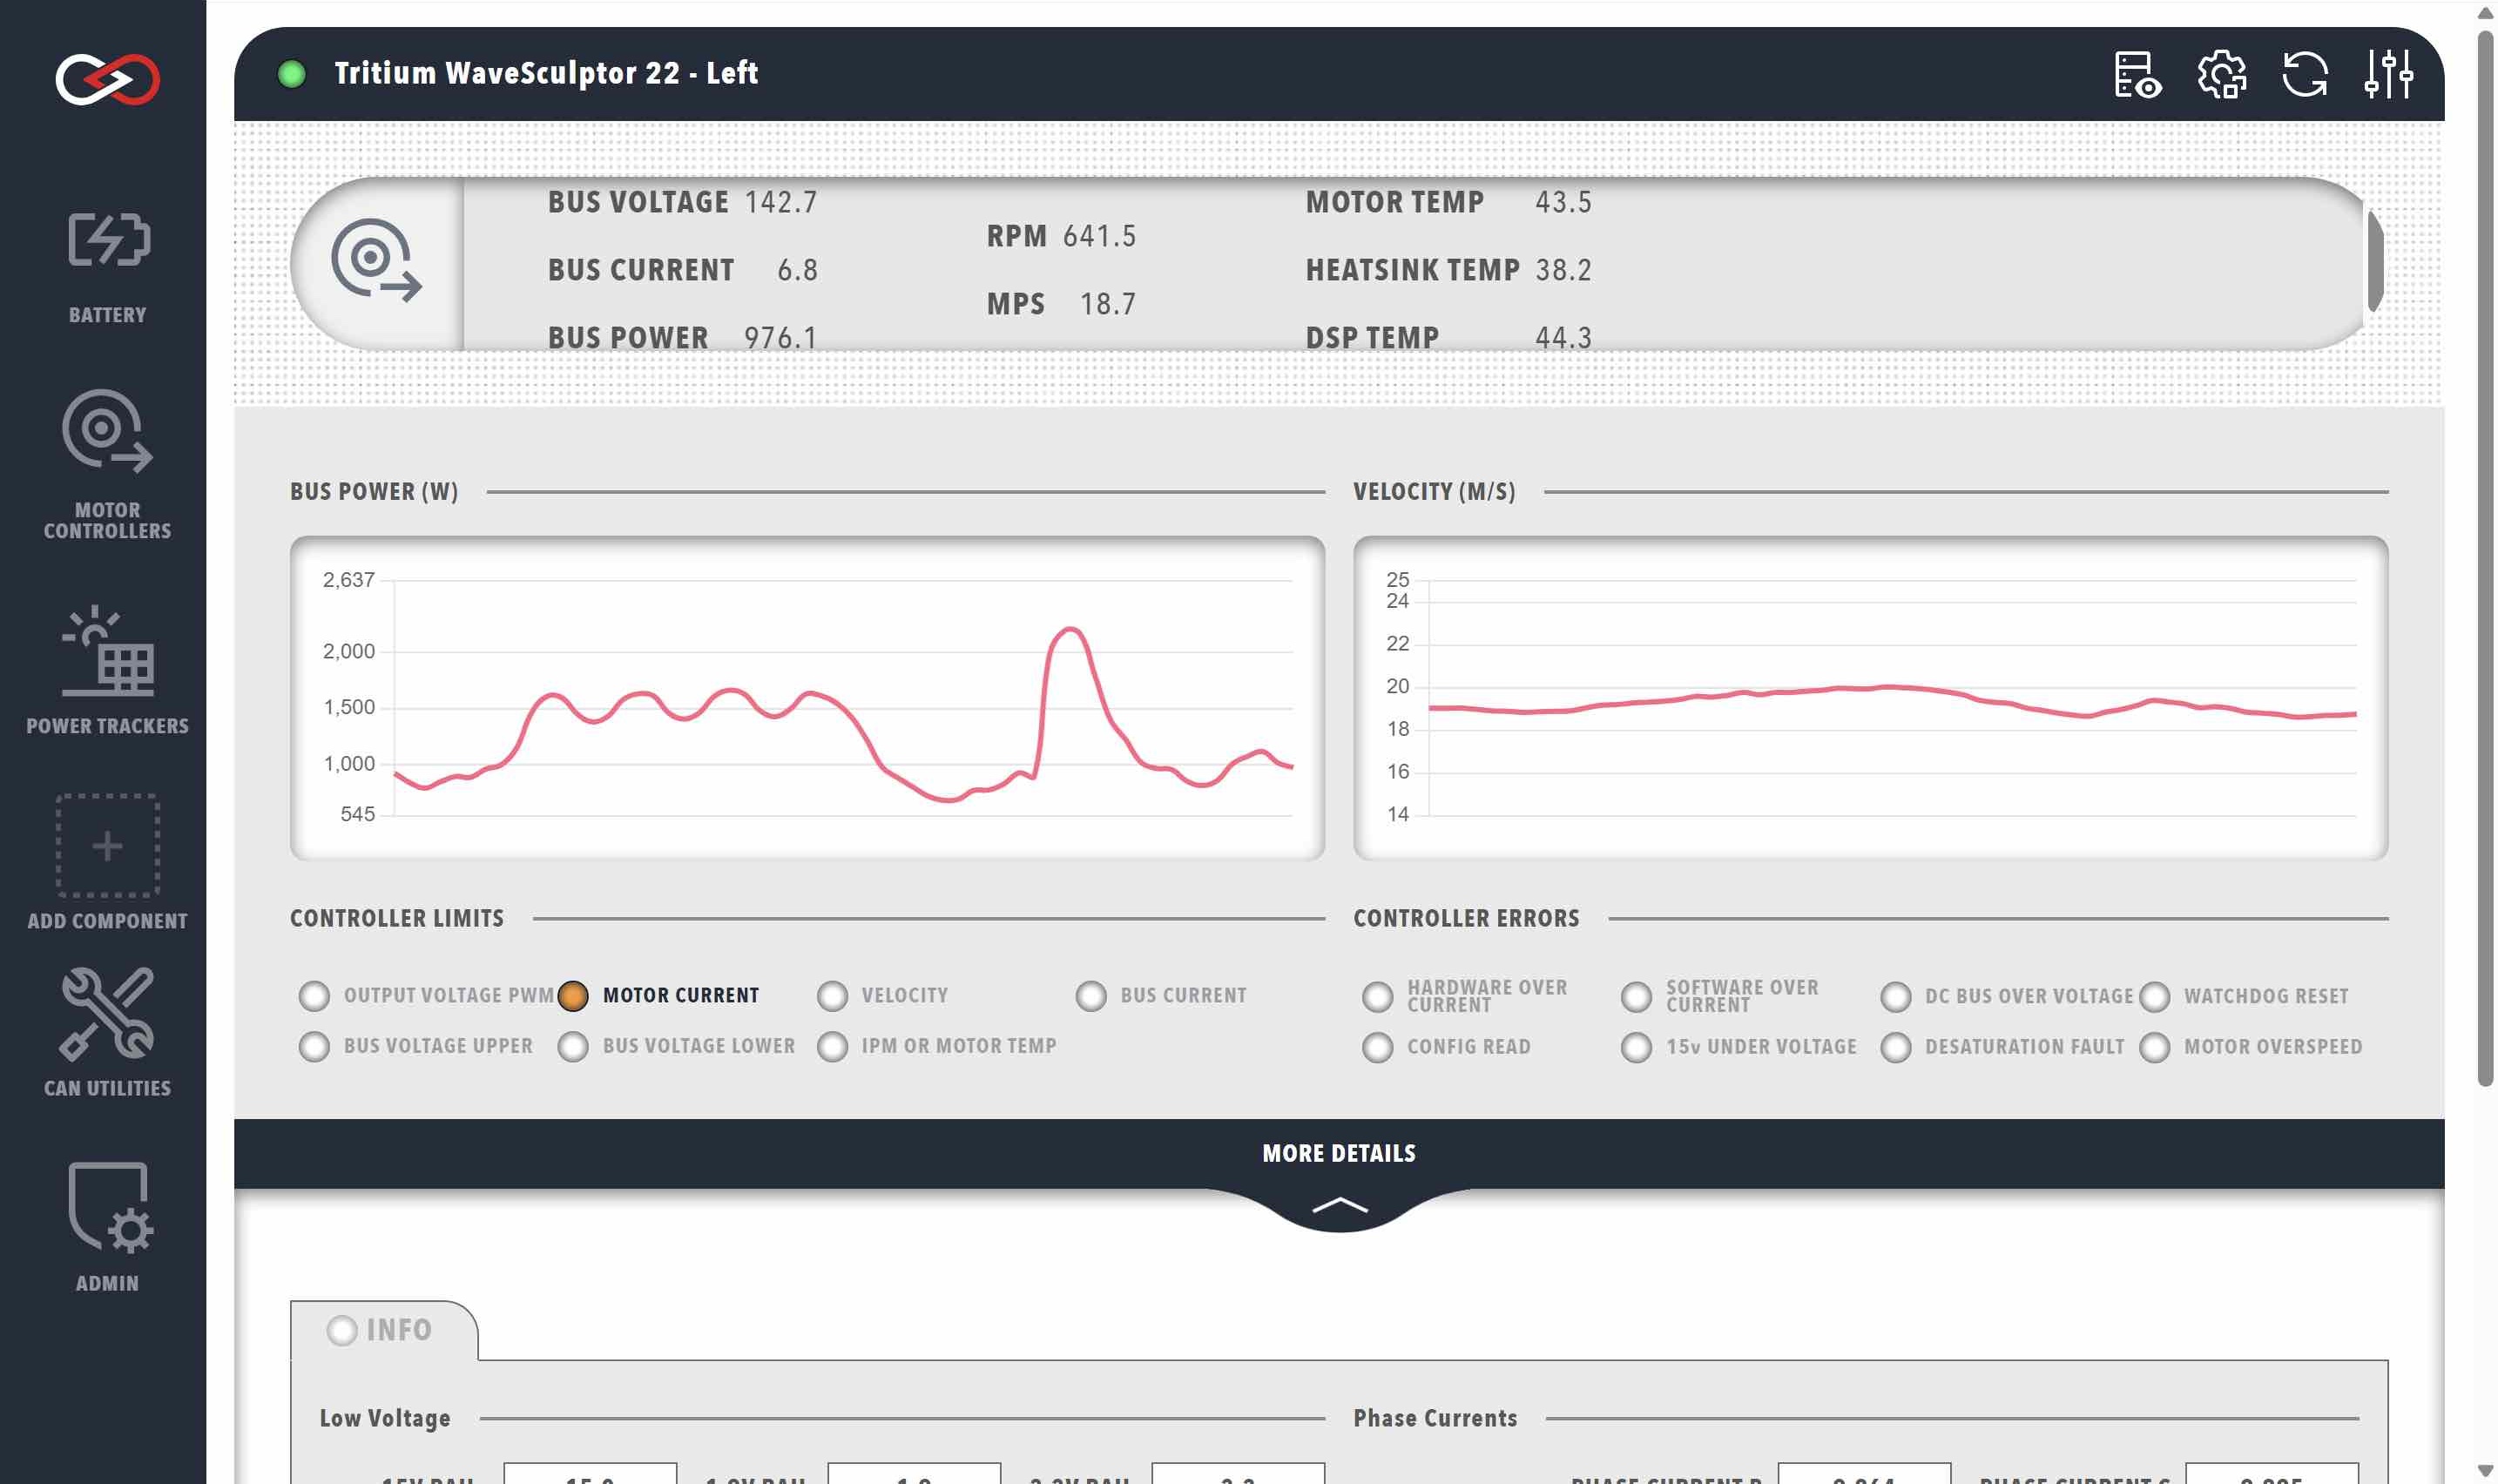 Tritium WaveSculptor 22 - Left
BUS VOLTAGE 142.7
BUS CURRENT 6.8
BUS POWER 976.1
RPM 641.5
MPS 18.7
MOTOR TEMP 43.5
HEATSINK TEMP 38.2
DSP TEMP 44.3
BATTERY
MOTOR
CONTROLLERS
POWER TRACKERS
ADD COMPONENT
CAN UTILITIES
ADMIN
BUS POWER (W)
2,637
2,000
1,500
1,000
545
VELOCITY (M/S)
25
24
22
20
18
16
14
CONTROLLER LIMITS
OUTPUT VOLTAGE PWM
MOTOR CURRENT
VELOCITY
BUS CURRENT
BUS VOLTAGE UPPER
BUS VOLTAGE LOWER
IPM OR MOTOR TEMP
CONTROLLER ERRORS
HARDWARE OVER
CURRENT
SOFTWARE OVER
CURRENT
DC BUS OVER VOLTAGE
WATCHDOG RESET
CONFIG READ
15v UNDER VOLTAGE
DESATURATION FAULT
MOTOR OVERSPEED
MORE DETAILS
INFO
Low Voltage
Phase Currents